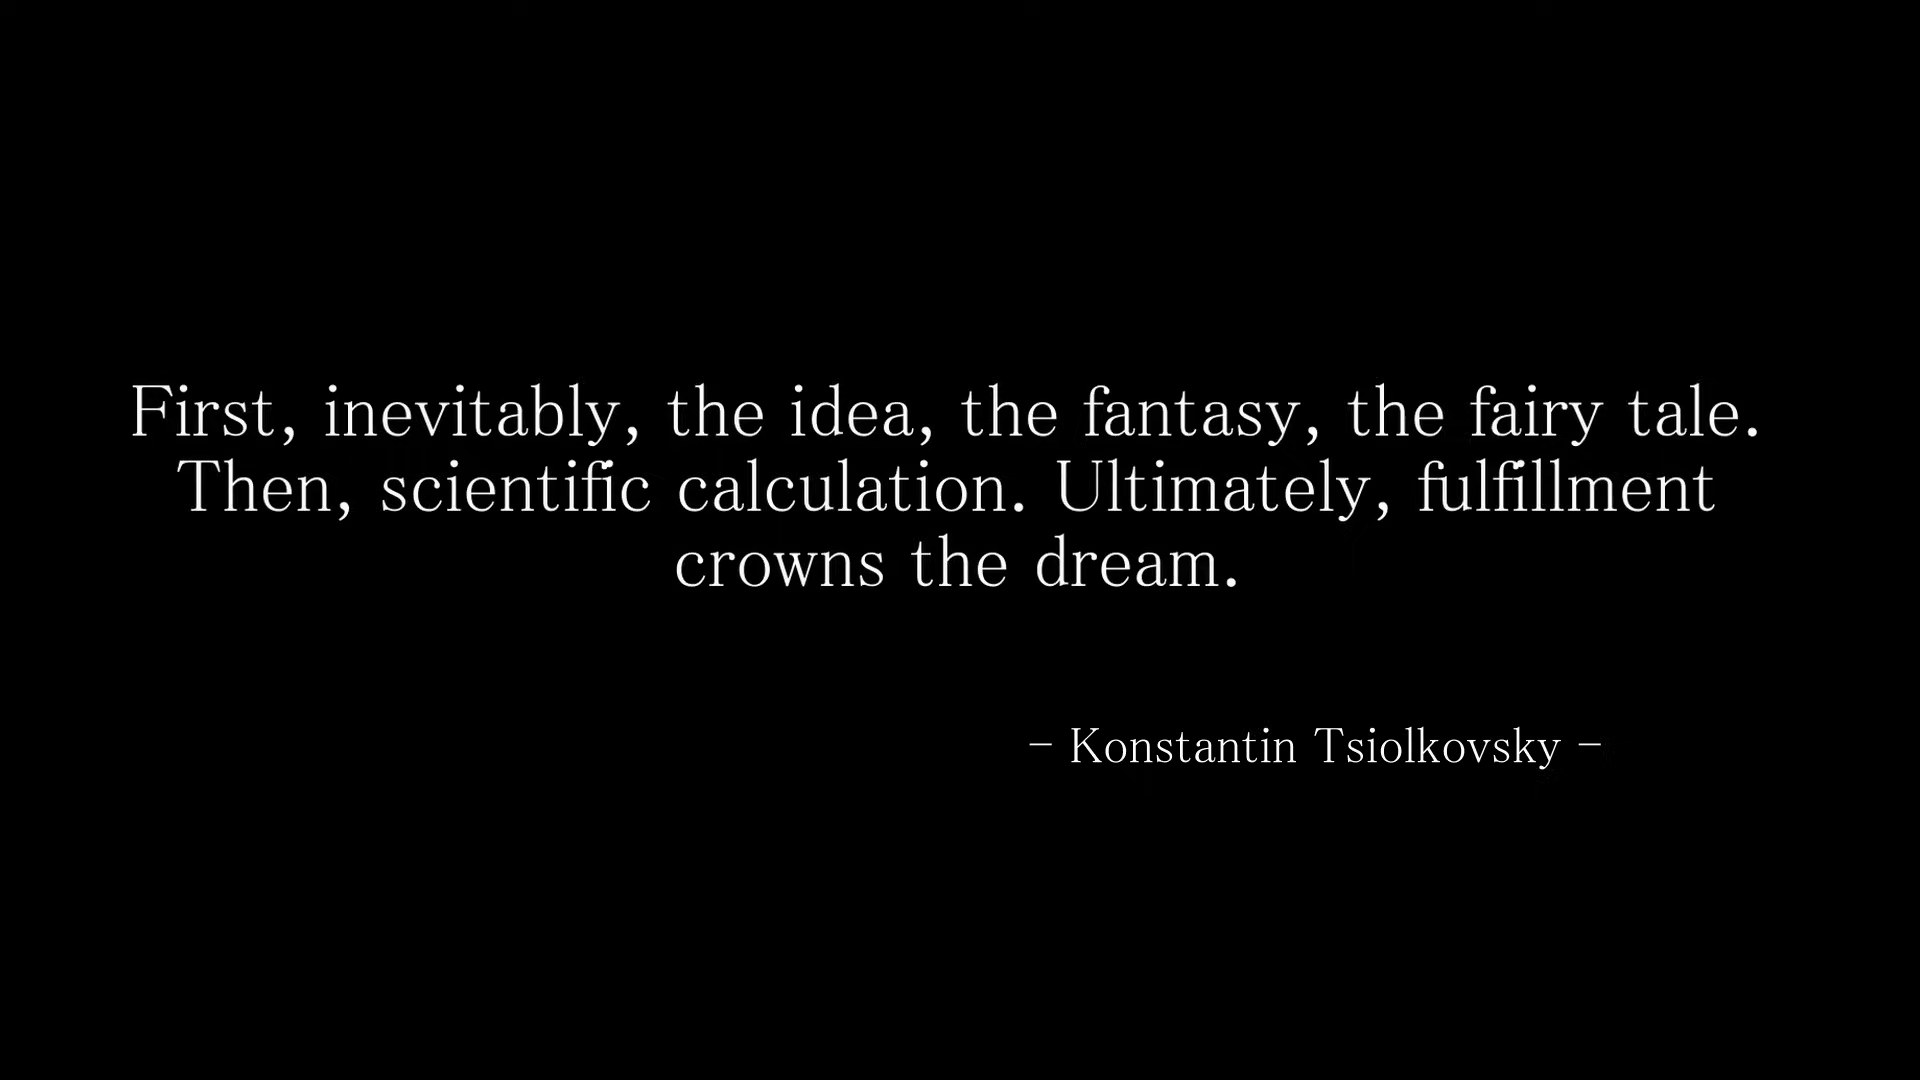 First, inevitably, the idea, the fantasy, the fairy tale.
Then, scientific calculation. Ultimately, fulfillment
crowns the dream.
– Konstantin Tsiolkovsky –